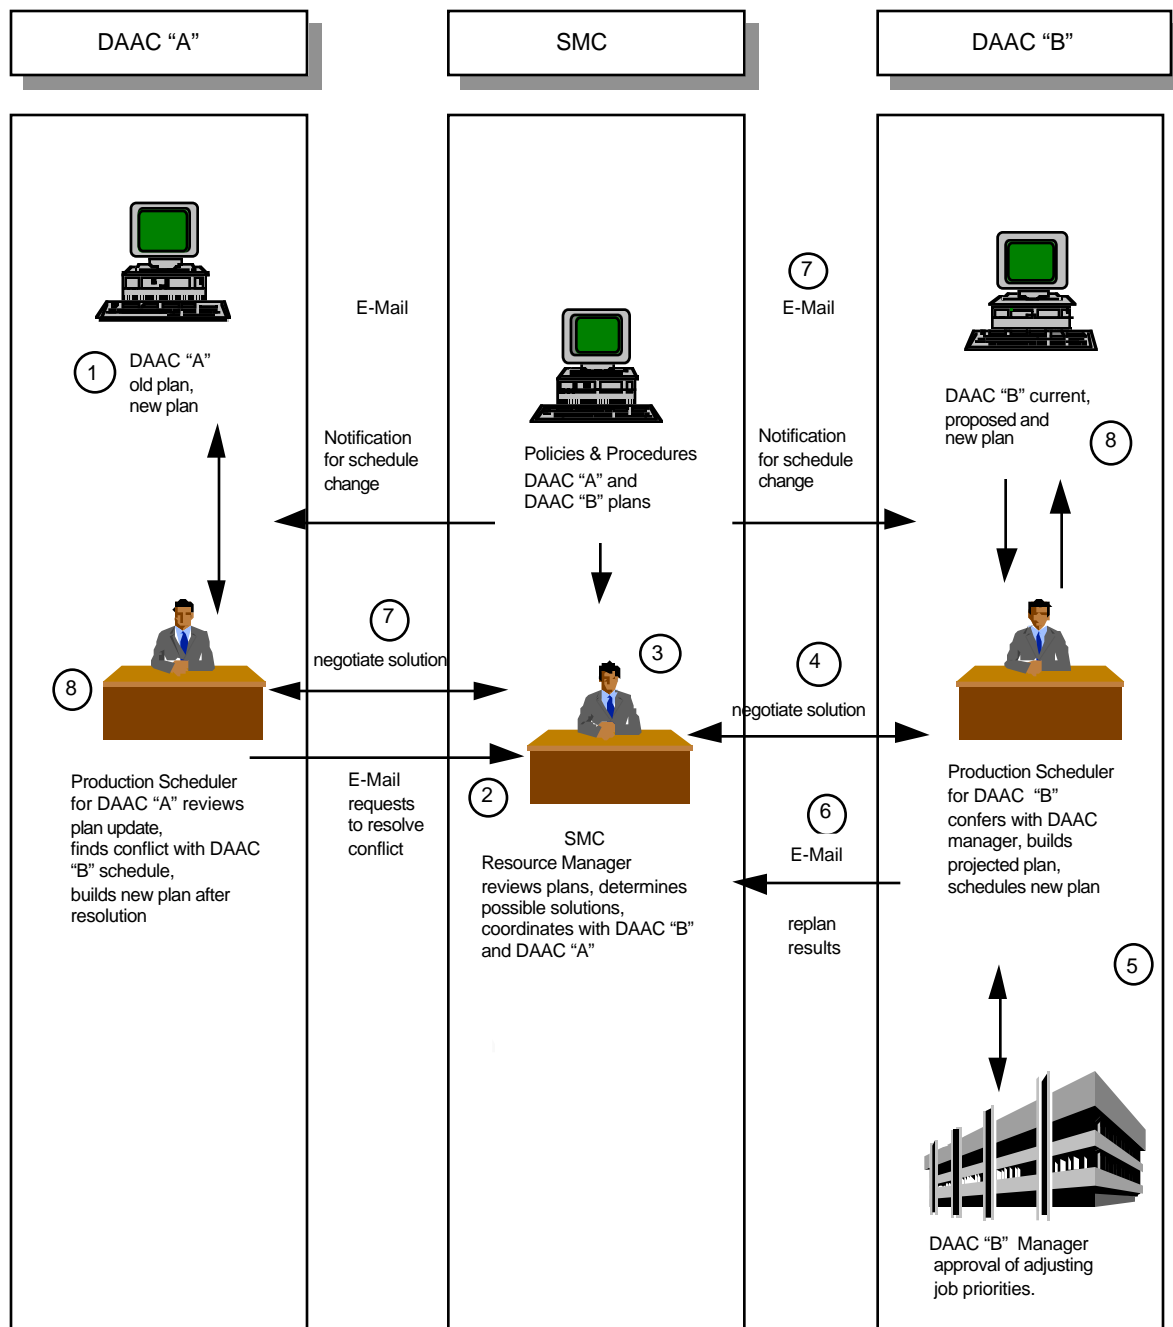 DAAC “A”
SMC
DAAC “B”
1
DAAC “A”
old plan,
new plan
E-Mail
Notification
for schedule
change
Policies & Procedures
DAAC “A” and
DAAC “B” plans
7
E-Mail
Notification
for schedule
change
DAAC “B” current,
proposed and
new plan
8
7
negotiate solution
8
3
4
negotiate solution
Production Scheduler
for DAAC “A” reviews
plan update,
finds conflict with DAAC
“B” schedule,
builds new plan after
resolution
E-Mail
requests
to resolve
conflict
2
SMC
Resource Manager
reviews plans, determines
possible solutions,
coordinates with DAAC “B”
and DAAC “A”
6
E-Mail
replan
results
Production Scheduler
for DAAC “B”
confers with DAAC
manager, builds
projected plan,
schedules new plan
5
DAAC “B” Manager
approval of adjusting
job priorities.